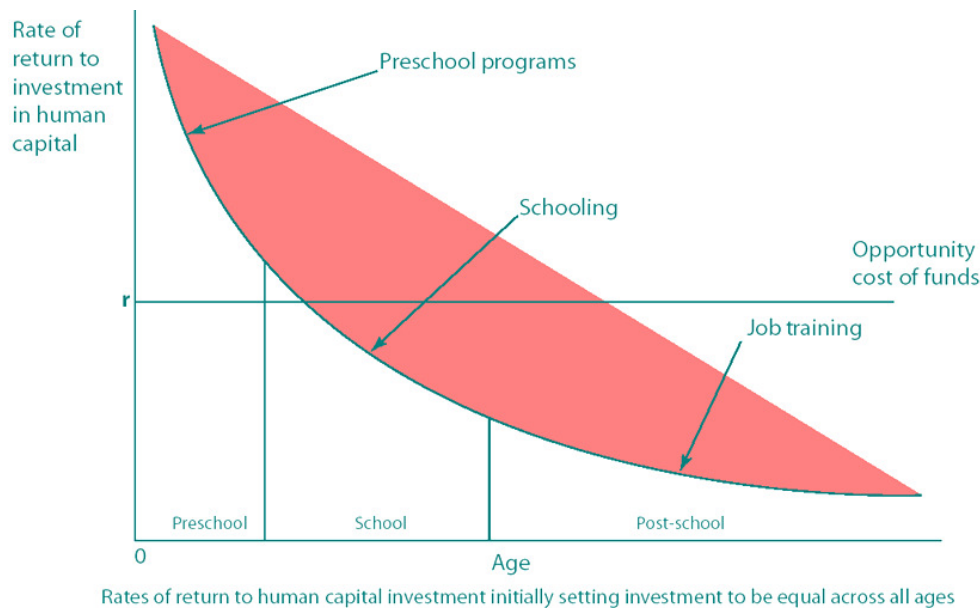 Rate of
return to
investment
in human
capital
Preschool programs
Schooling
Opportunity
cost of funds
r
Job training
Preschool
School
Post-school
0
Age
Rates of return to human capital investment initially setting investment to be equal across all ages